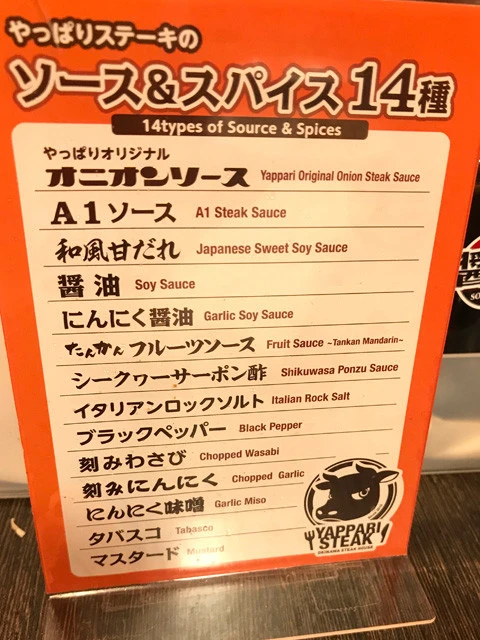 やっぱりステーキの
ソース&スパイス14種
14types of Source & Spices
やっぱりオリジナル
オニオンソース Yappari Original Onion Steak Sauce
A1ソース A1 Steak Sauce
和風甘だれ Japanese Sweet Soy Sauce
醤油 Soy Sauce
にんにく醤油 Garlic Soy Sauce
たんかんフルーツソース Fruit Sauce ~Tankan Mandarin~
シークヮーサーポン酢 Shikuwasa Ponzu Sauce
イタリアンロックソルト Italian Rock Salt
ブラックペッパー Black Pepper
刻みわさび Chopped Wasabi
刻みにんにく Chopped Garlic
にんにく味噌 Garlic Miso
タバスコ Tabasco
マスタード Mustard
YAPPARI
STEAK
OKINAWA STEAK HOUSE